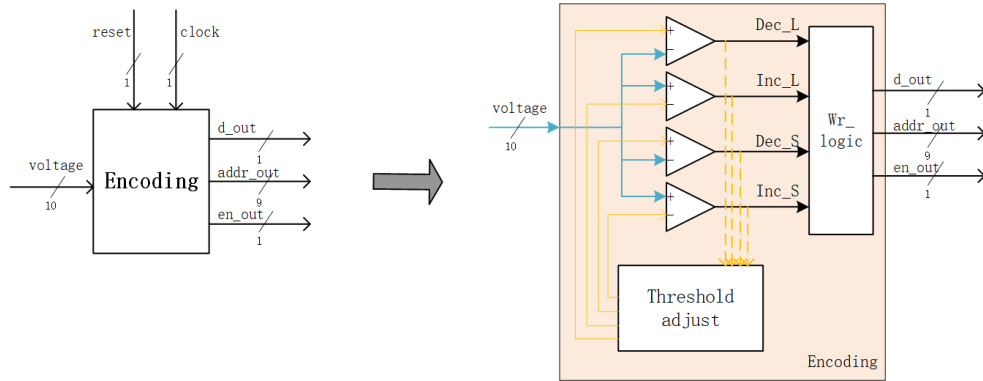 reset
clock
1
1
voltage
10
Encoding
d_out
1
addr_out
9
en_out
1
voltage
10
+
−
Dec_L
+
−
Inc_L
+
−
Dec_S
+
−
Inc_S
Wr_
logic
d_out
1
addr_out
9
en_out
1
Threshold
adjust
Encoding